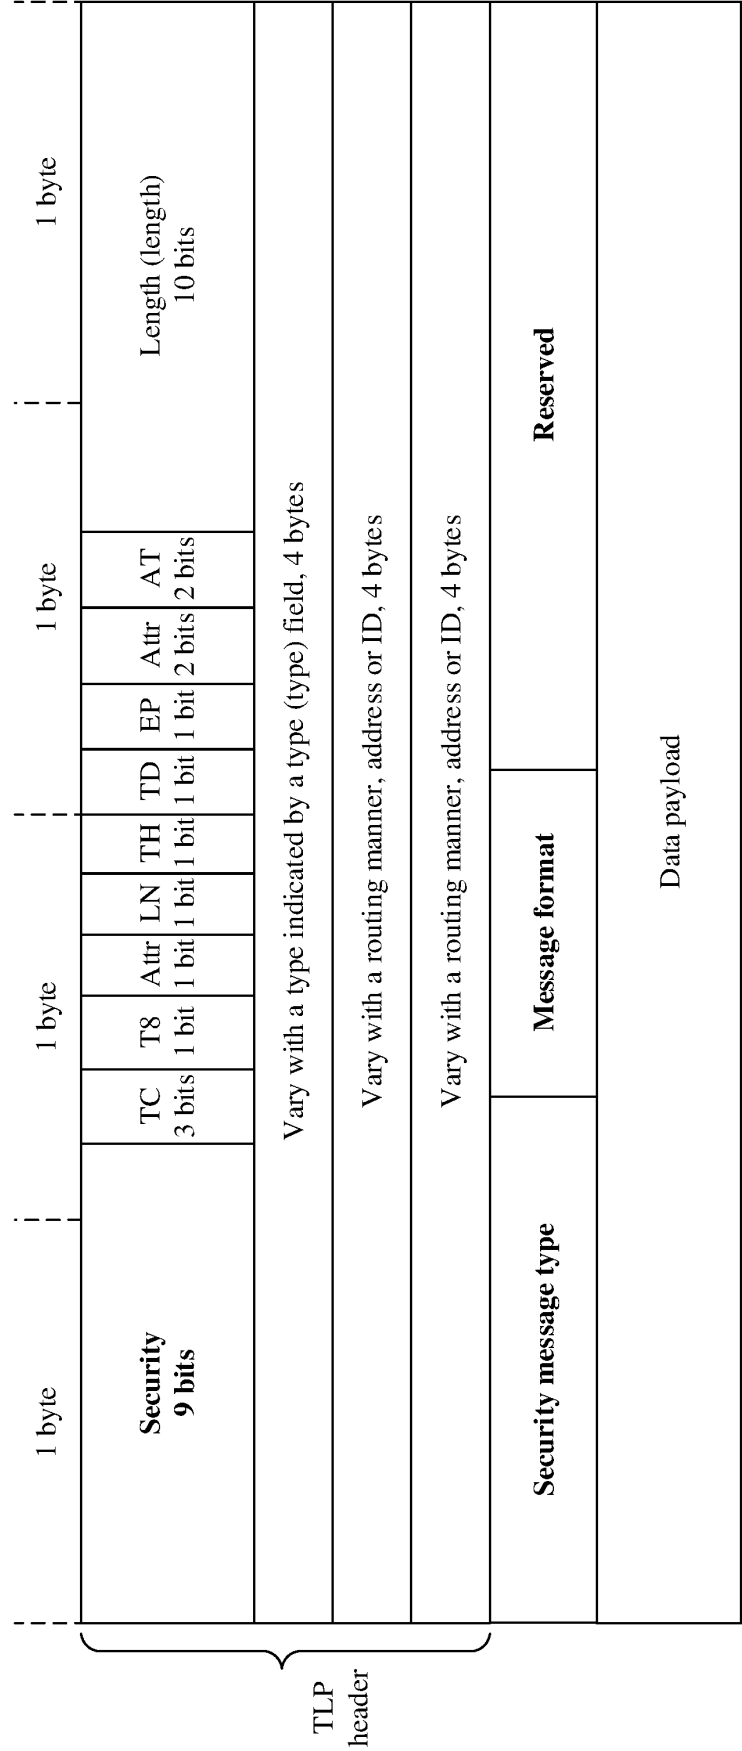 1 byte
1 byte
1 byte
1 byte
Security
9 bits
TC
3 bits
T8
1 bit
Attr
1 bit
LN
1 bit
TH
1 bit
TD
1 bit
EP
1 bit
Attr
2 bits
AT
2 bits
Length (length)
10 bits
TLP
header
Vary with a type indicated by a type (type) field, 4 bytes
Vary with a routing manner, address or ID, 4 bytes
Vary with a routing manner, address or ID, 4 bytes
Security message type
Message format
Reserved
Data payload